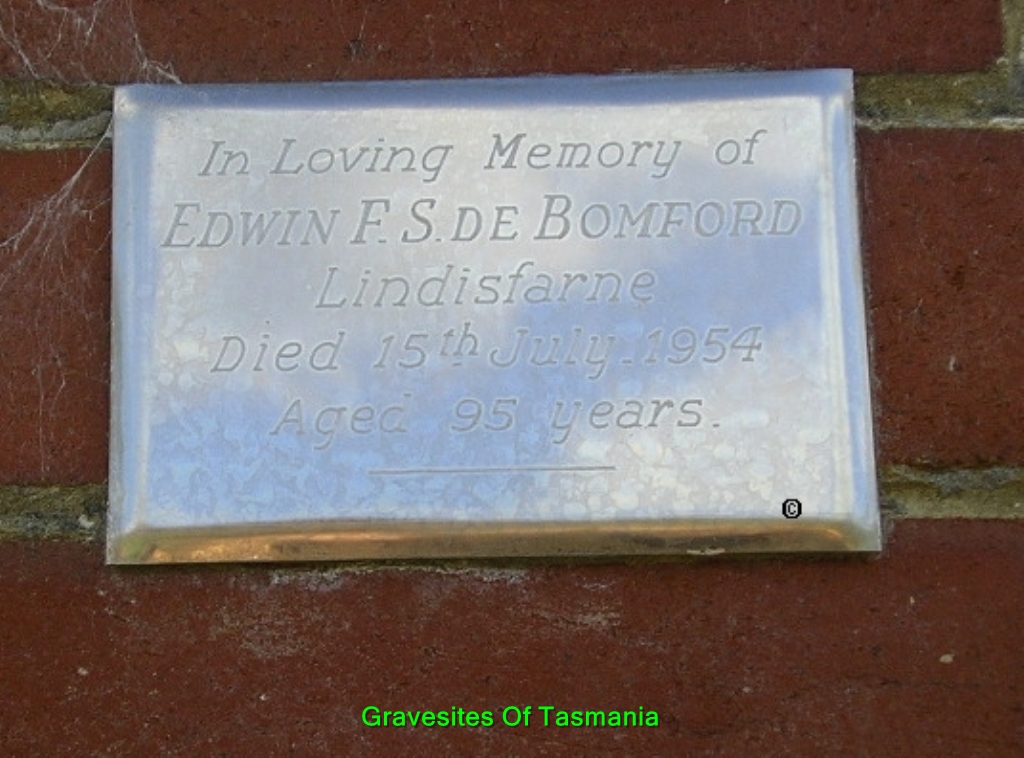 In Loving Memory of
EDWIN F. S. DE BOMFORD
Lindisfarne
Died 15th July. 1954
Aged 95 years.
©
Gravesites Of Tasmania